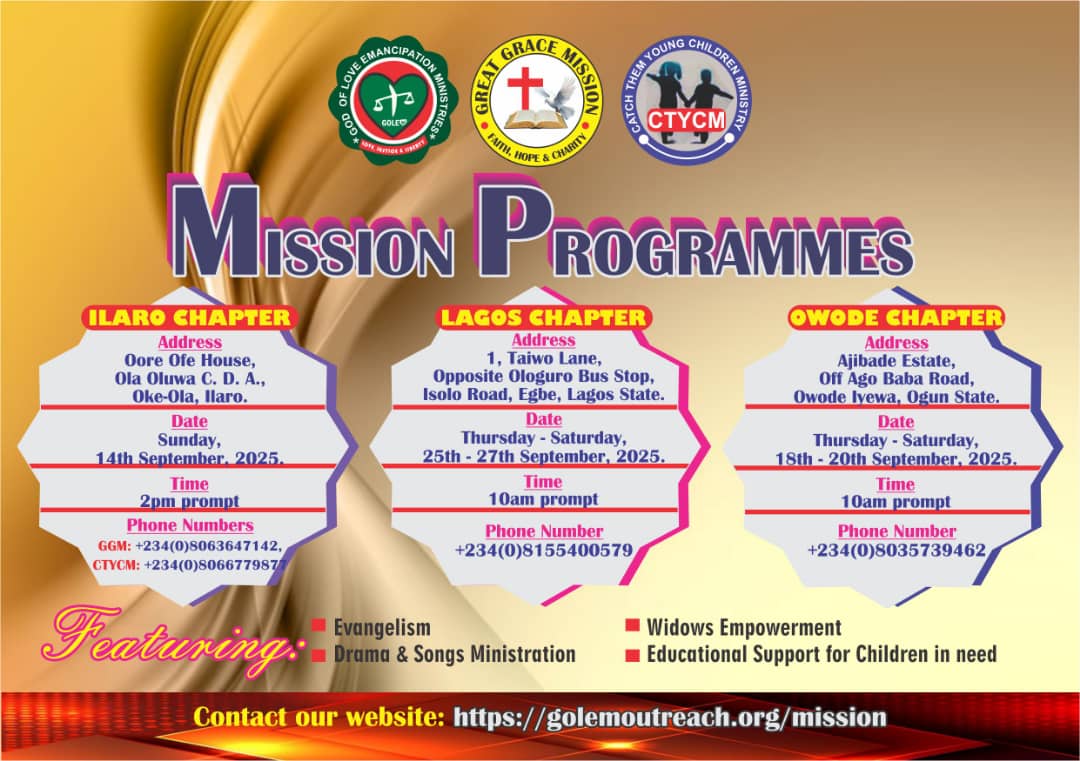 GOD OF LOVE EMANCIPATION MINISTRIES
GOLEM
LOVE, JUSTICE & LIBERTY
GREAT GRACE MISSION
FAITH, HOPE & CHARITY
CATCH THEM YOUNG CHILDREN MINISTRY
CTYCM
MISSION PROGRAMMES
ILARO CHAPTER
Address
Oore Ofe House,
Ola Oluwa C. D. A.,
Oke-Ola, Ilaro.
Date
Sunday,
14th September, 2025.
Time
2pm prompt
Phone Numbers
GGM: +234(0)8063647142,
CTYCM: +234(0)8066779877
LAGOS CHAPTER
Address
1, Taiwo Lane,
Opposite Ologuro Bus Stop,
Isolo Road, Egbe, Lagos State.
Date
Thursday - Saturday,
25th - 27th September, 2025.
Time
10am prompt
Phone Number
+234(0)8155400579
OWODE CHAPTER
Address
Ajibade Estate,
Off Ago Baba Road,
Owode Iyewa, Ogun State.
Date
Thursday - Saturday,
18th - 20th September, 2025.
Time
10am prompt
Phone Number
+234(0)8035739462
Featuring:
Evangelism
Drama & Songs Ministration
Widows Empowerment
Educational Support for Children in need
Contact our website: https://golemoutreach.org/mission